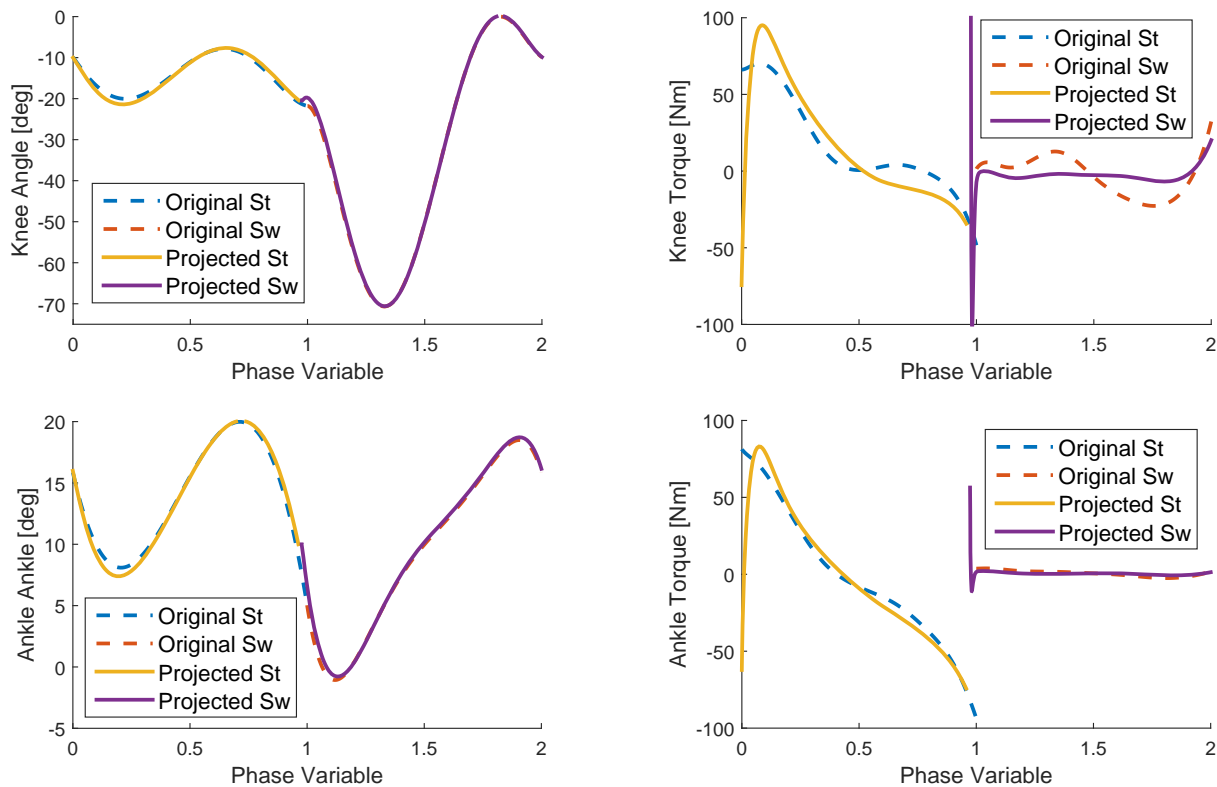 0
-10
-20
-30
-40
-50
-60
-70
Knee Angle [deg]
Original St
Original Sw
Projected St
Projected Sw
0
0.5
1
1.5
2
Phase Variable
100
50
0
-50
-100
Knee Torque [Nm]
Original St
Original Sw
Projected St
Projected Sw
0
0.5
1
1.5
2
Phase Variable
20
15
10
5
0
-5
Ankle Ankle [deg]
Original St
Original Sw
Projected St
Projected Sw
0
0.5
1
1.5
2
Phase Variable
100
50
0
-50
-100
Ankle Torque [Nm]
Original St
Original Sw
Projected St
Projected Sw
0
0.5
1
1.5
2
Phase Variable